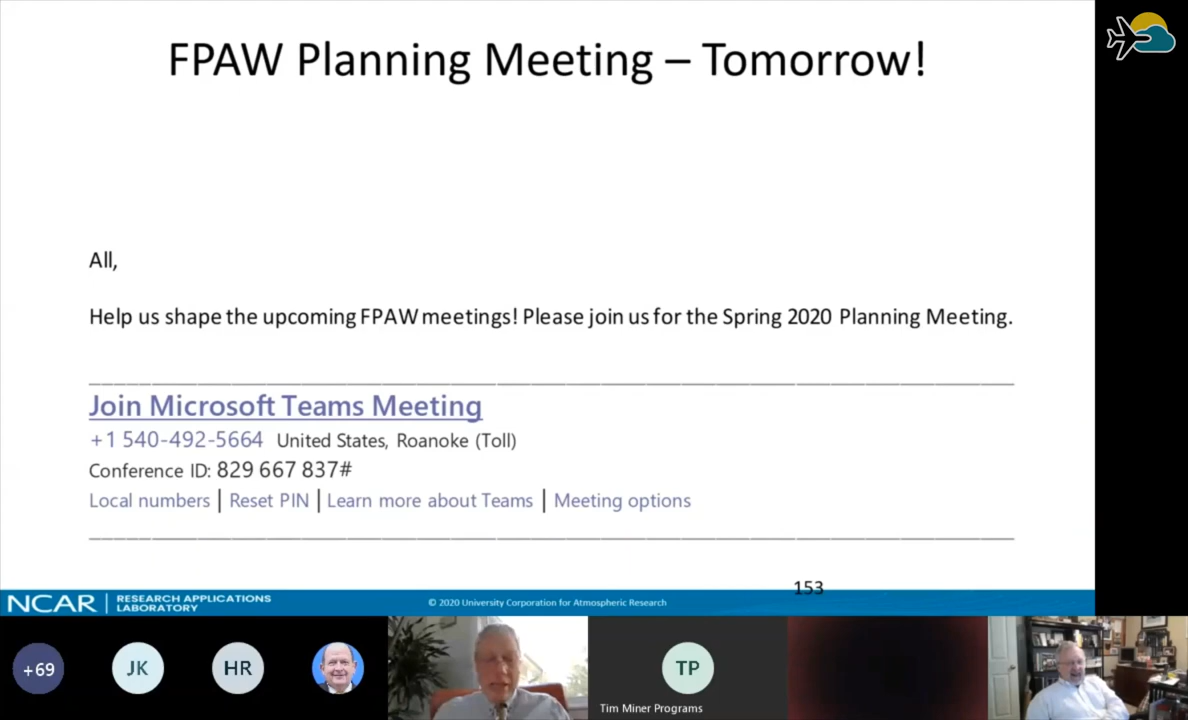 FPAW Planning Meeting – Tomorrow!
All,
Help us shape the upcoming FPAW meetings! Please join us for the Spring 2020 Planning Meeting.
Join Microsoft Teams Meeting
+1 540-492-5664 United States, Roanoke (Toll)
Conference ID: 829 667 837#
Local numbers | Reset PIN | Learn more about Teams | Meeting options
153
NCAR | RESEARCH APPLICATIONS
LABORATORY
© 2020 University Corporation for Atmospheric Research
+69
JK
HR
TP
Tim Miner Programs